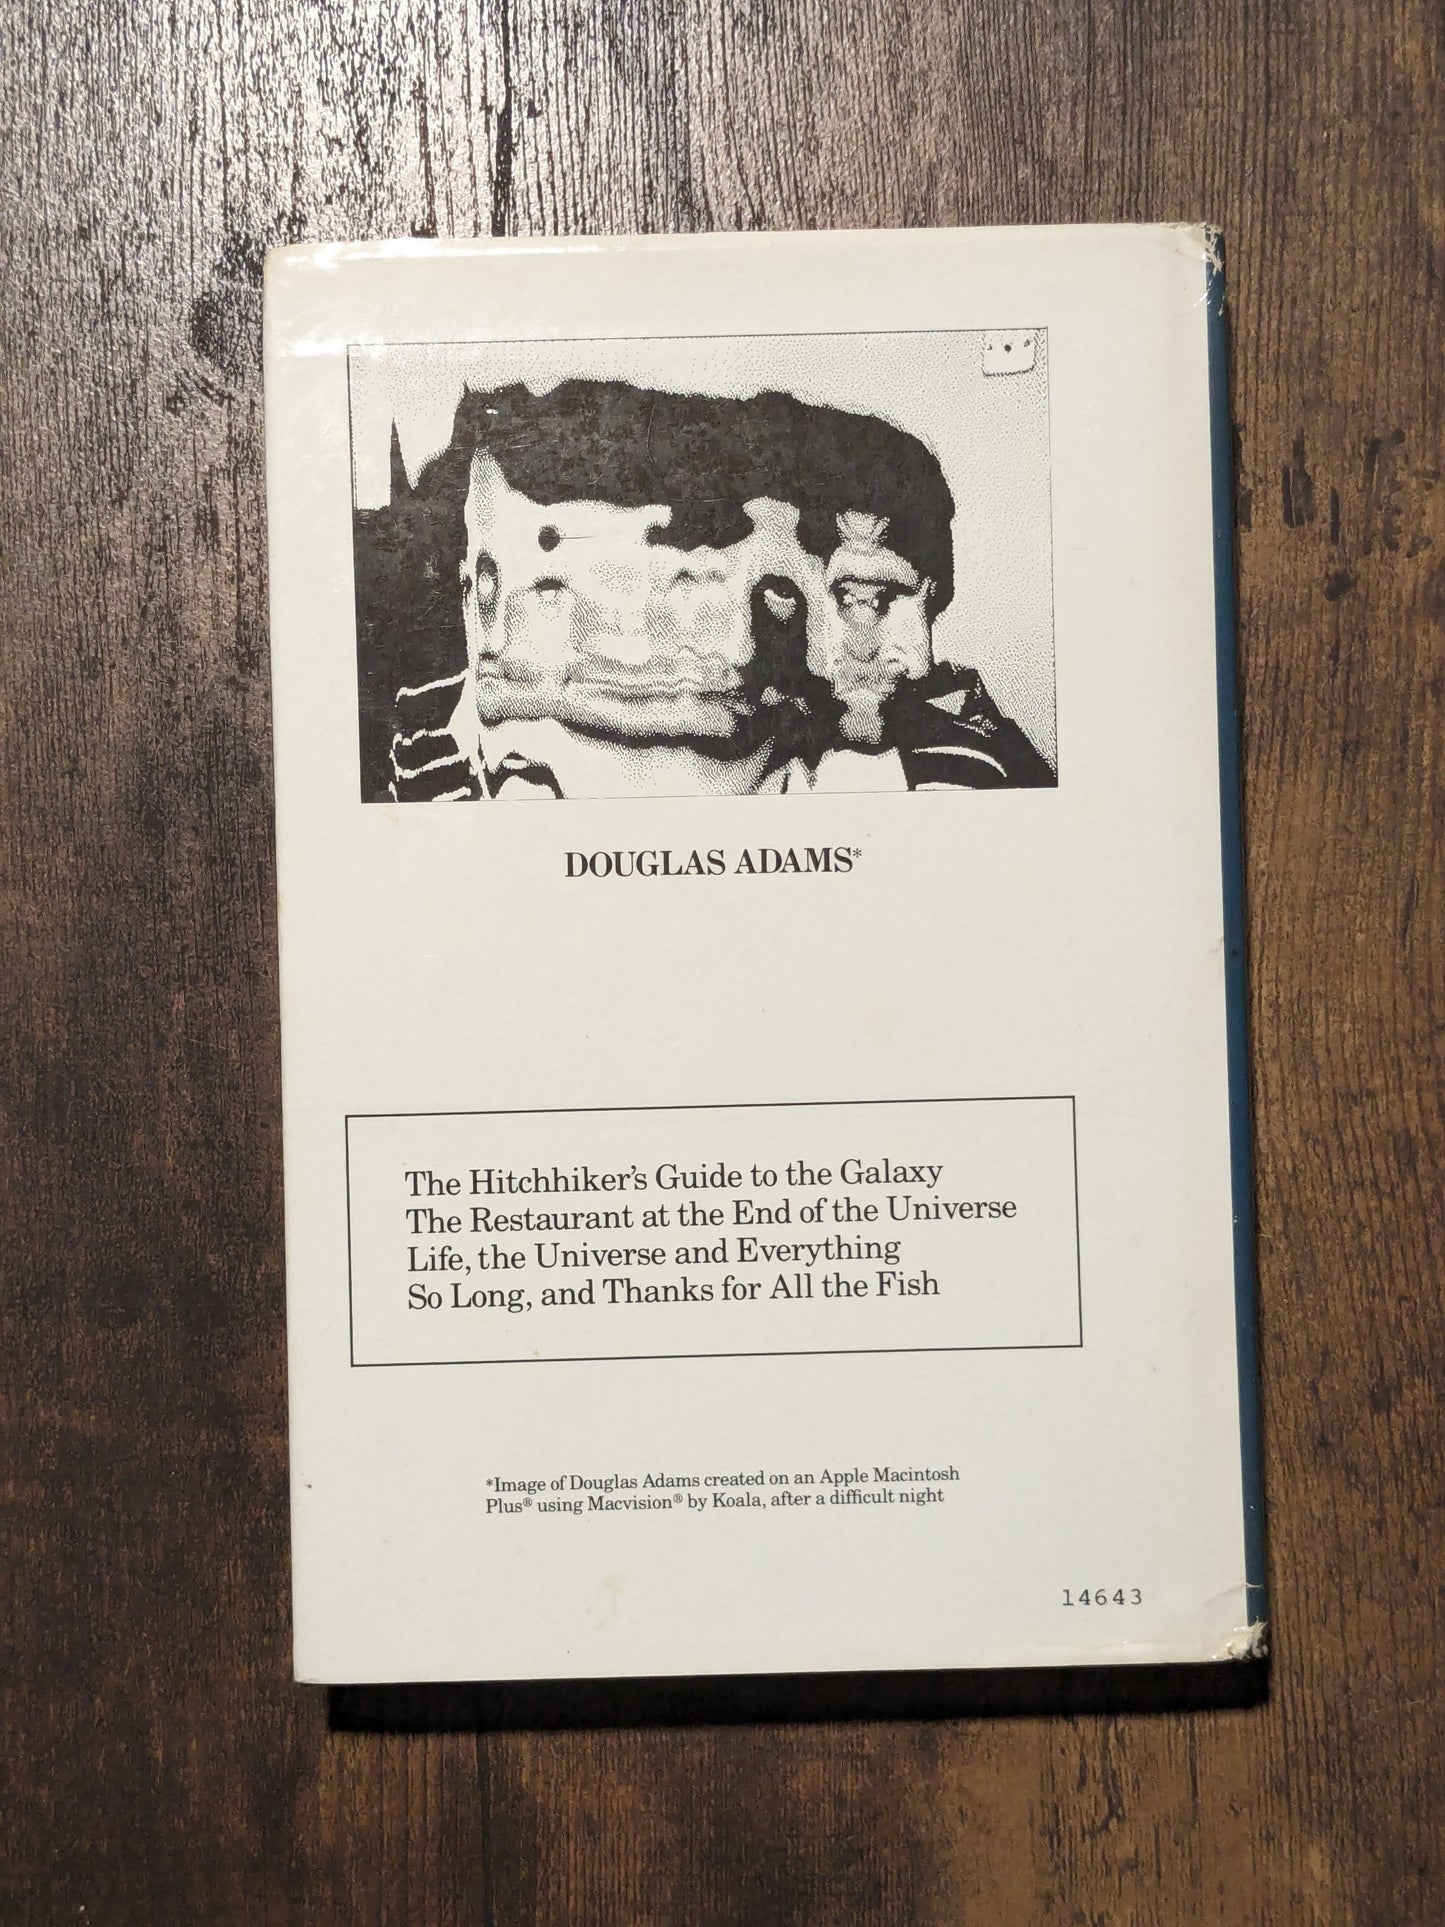 DOUGLAS ADAMS*
The Hitchhiker's Guide to the Galaxy
The Restaurant at the End of the Universe
Life, the Universe and Everything
So Long, and Thanks for All the Fish
*Image of Douglas Adams created on an Apple Macintosh
Plus® using Macvision® by Koala, after a difficult night
14643